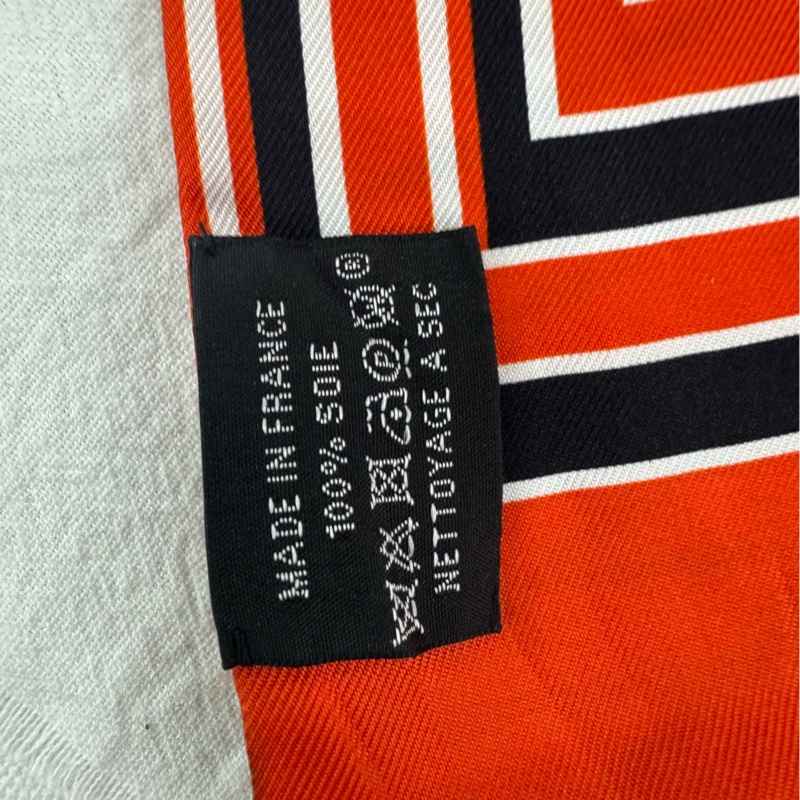 MADE IN FRANCE
100% SOIE
P W ®
NETTOYAGE A SEC